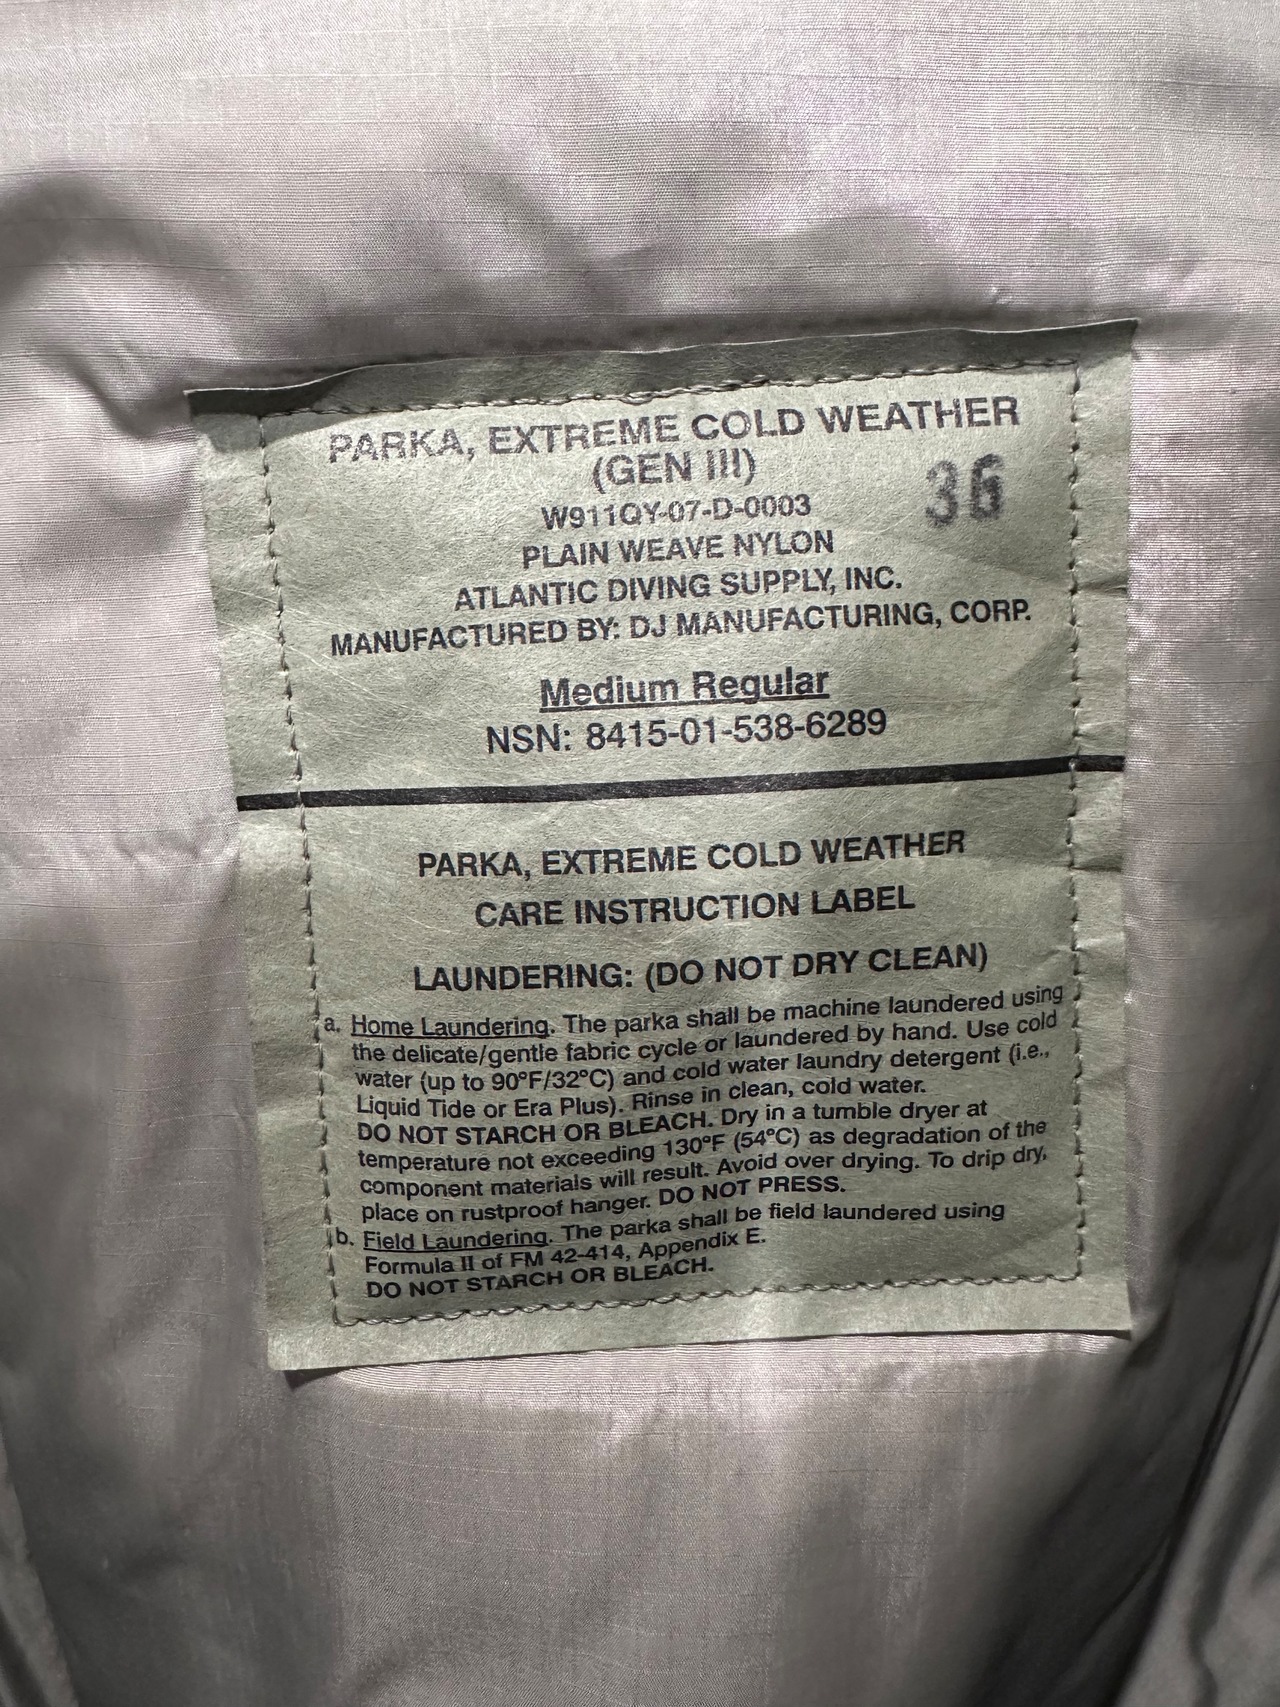 PARKA, EXTREME COLD WEATHER
(GEN III)
36
W911QY-07-D-0003
PLAIN WEAVE NYLON
ATLANTIC DIVING SUPPLY, INC.
MANUFACTURED BY: DJ MANUFACTURING, CORP.
Medium Regular
NSN: 8415-01-538-6289
PARKA, EXTREME COLD WEATHER
CARE INSTRUCTION LABEL
LAUNDERING: (DO NOT DRY CLEAN)
a. Home Laundering. The parka shall be machine laundered using
the delicate/gentle fabric cycle or laundered by hand. Use cold
water (up to 90°F/32°C) and cold water laundry detergent (i.e.,
Liquid Tide or Era Plus). Rinse in clean, cold water.
DO NOT STARCH OR BLEACH. Dry in a tumble dryer at
temperature not exceeding 130°F (54°C) as degradation of the
component materials will result. Avoid over drying. To drip dry,
place on rustproof hanger. DO NOT PRESS.
b. Field Laundering. The parka shall be field laundered using
Formula II of FM 42-414, Appendix E.
DO NOT STARCH OR BLEACH.